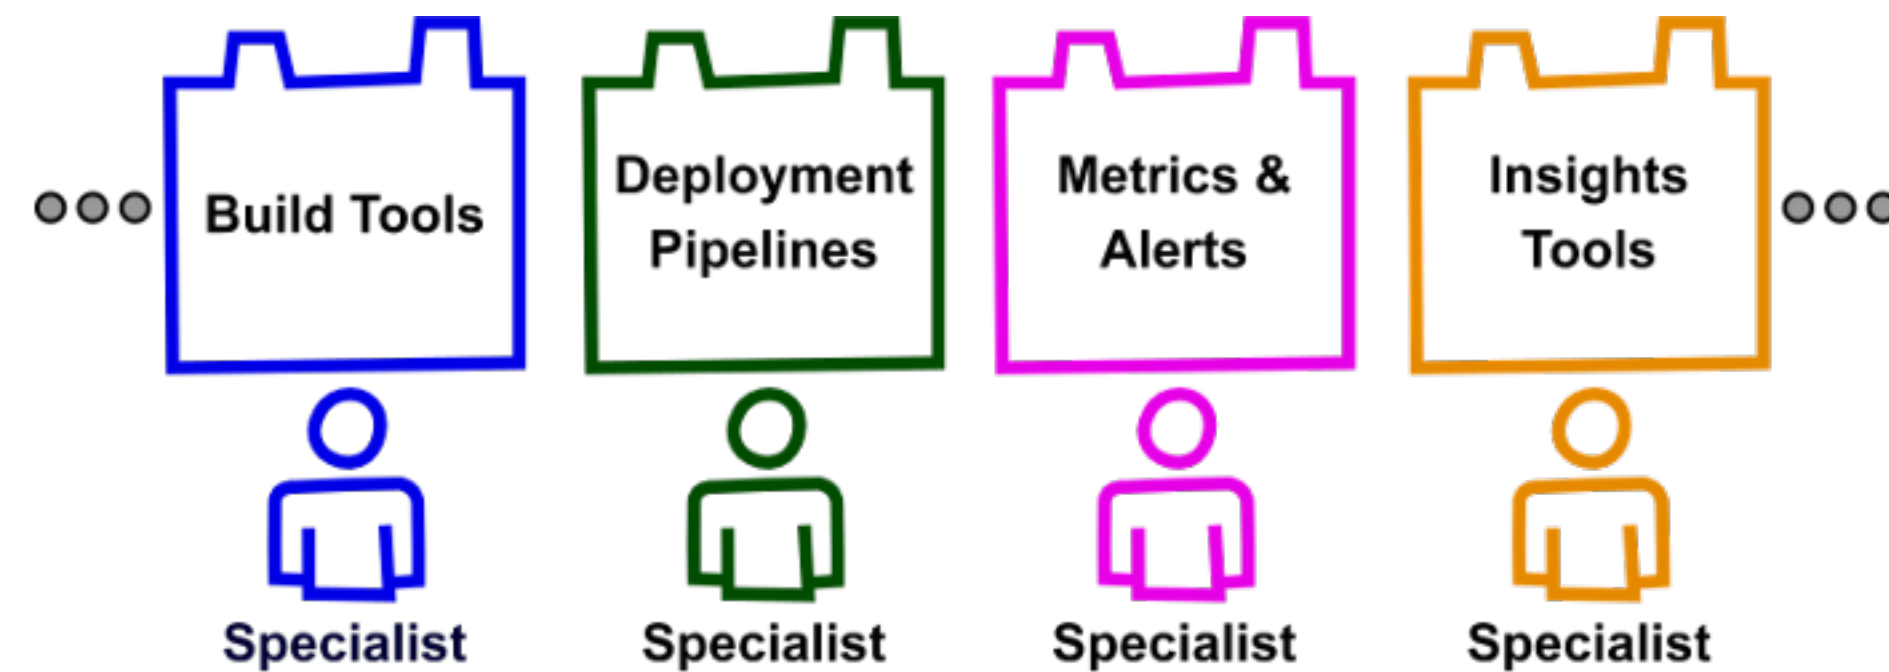 Build Tools
Deployment
Pipelines
Metrics &
Alerts
Insights
Tools
Specialist
Specialist
Specialist
Specialist